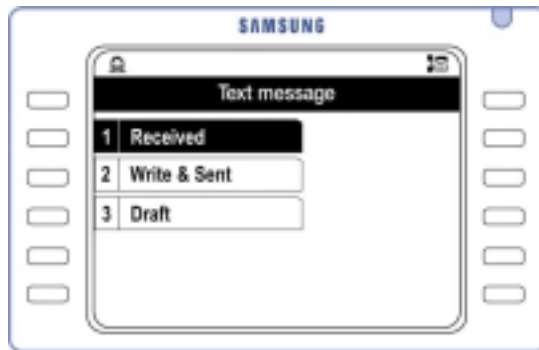 SAMSUNG
Text message
1 Received
2 Write & Sent
3 Draft